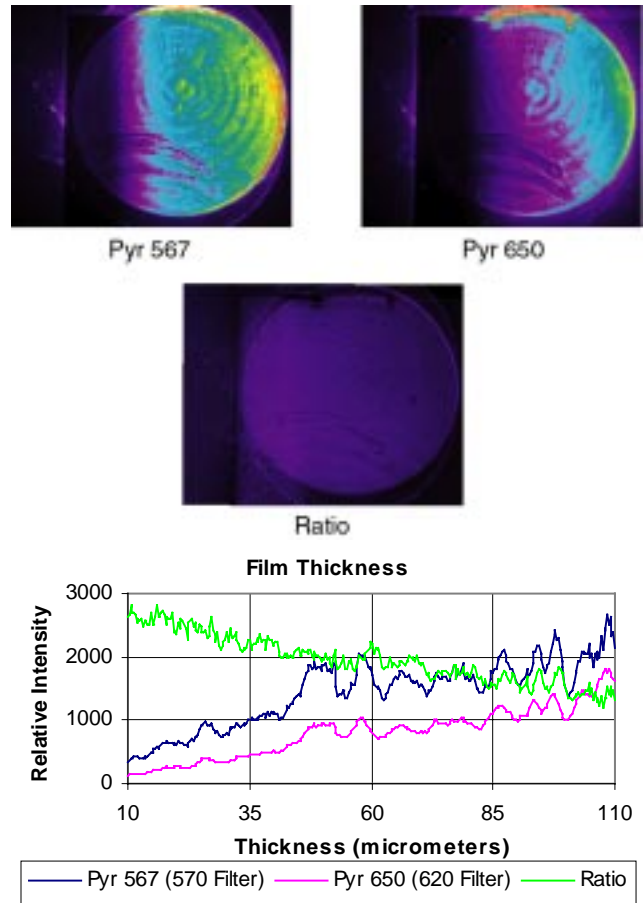 Pyr 567
Pyr 650
Ratio
Film Thickness
Relative Intensity
3000
2000
1000
0
10 35 60 85 110
Thickness (micrometers)
Pyr 567 (570 Filter) Pyr 650 (620 Filter) Ratio